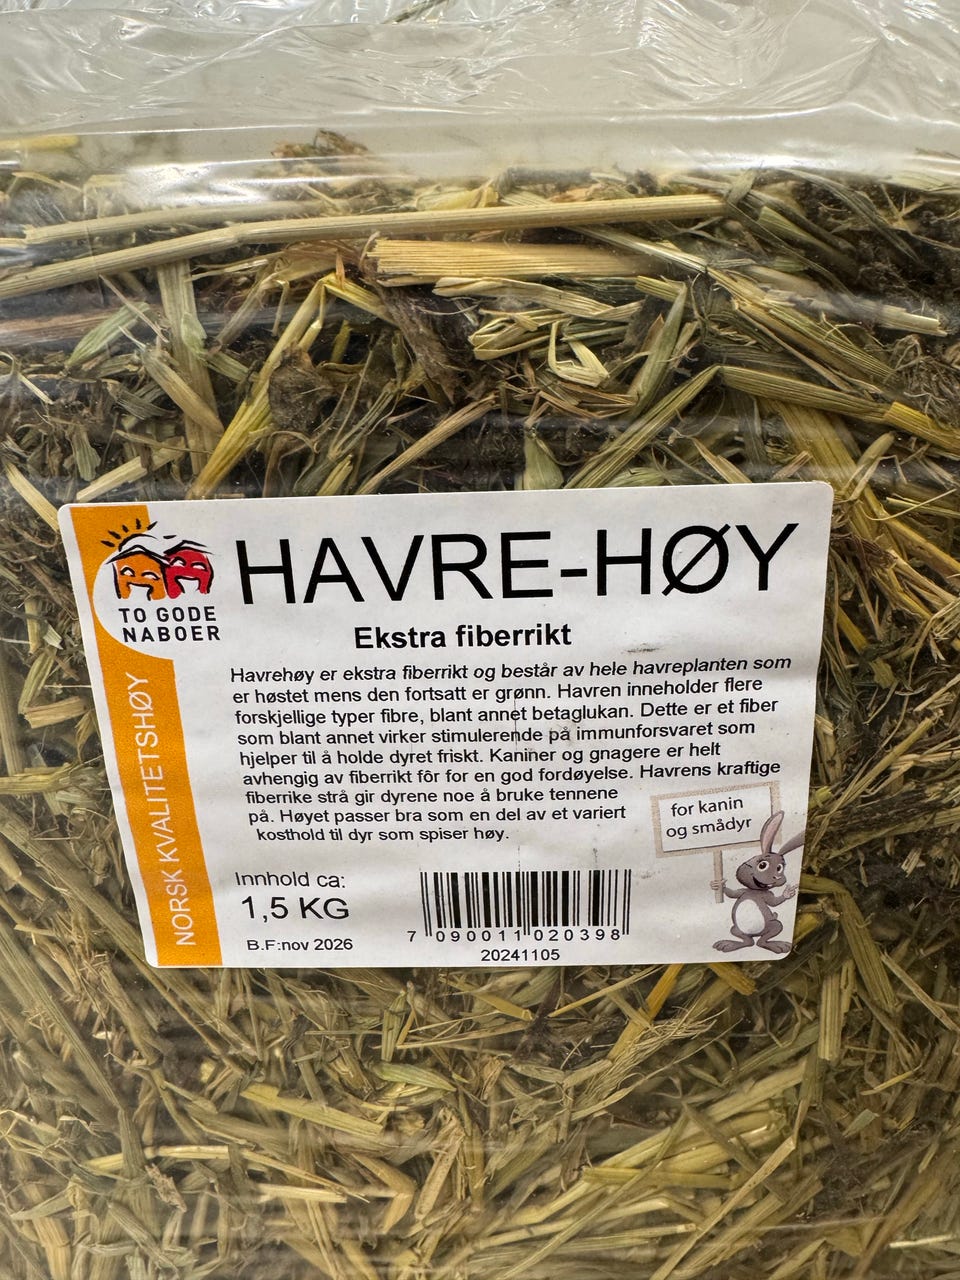 TO GODE
NABOER
NORSK KVALITETSHØY
HAVRE-HØY
Ekstra fiberrikt
Havrehøy er ekstra fiberrikt og består av hele havreplanten som
er høstet mens den fortsatt er grønn. Havren inneholder flere
forskjellige typer fibre, blant annet betaglukan. Dette er et fiber
som blant annet virker stimulerende på immunforsvaret som
hjelper til å holde dyret friskt. Kaniner og gnagere er helt
avhengig av fiberrikt fôr for en god fordøyelse. Havrens kraftige
fiberrike strå gir dyrene noe å bruke tennene
på. Høyet passer bra som en del av et variert
kosthold til dyr som spiser høy.
for kanin
og smådyr
Innhold ca:
1,5 KG
B.F:nov 2026
7 090011 020398
20241105